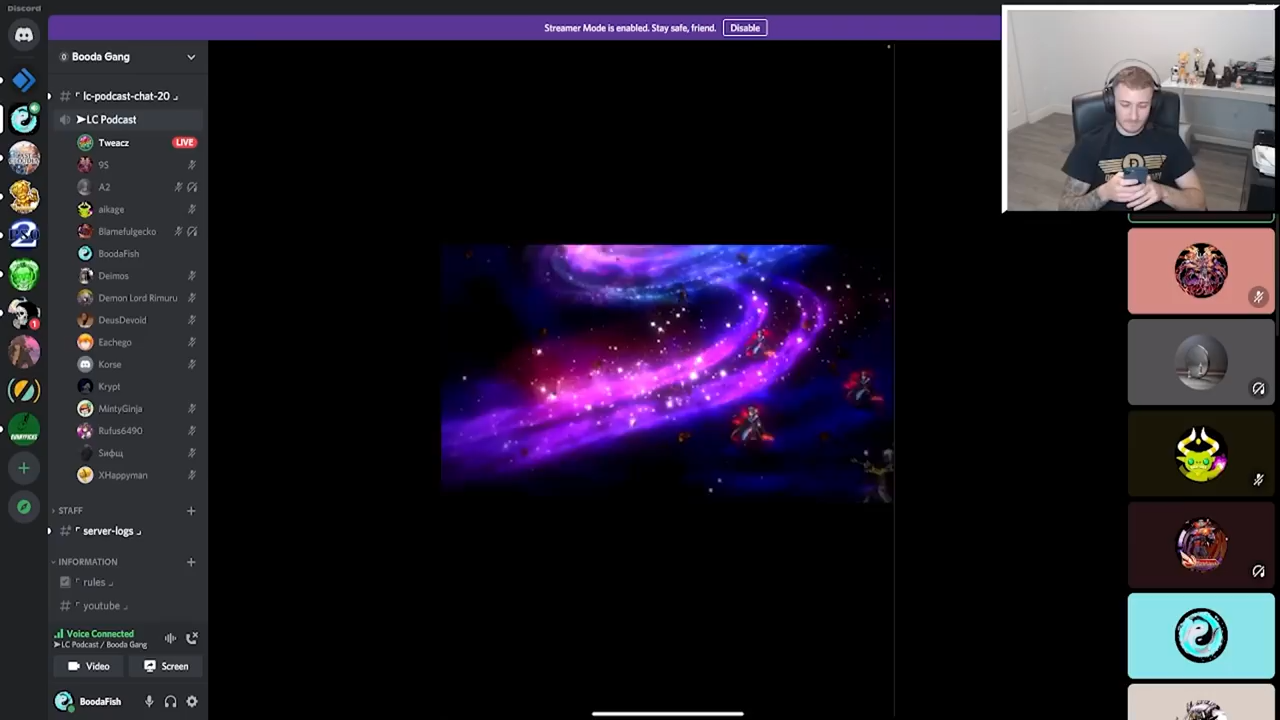 Discord
Streamer Mode is enabled. Stay safe, friend.
Disable
Booda Gang
lc-podcast-chat-20
LC Podcast
Tweacz
LIVE
9S
A2
aikage
Blamefulgecko
BoodaFish
Deimos
Demon Lord Rimuru
DeusDevoid
Eachego
Korse
Krypt
MintyGinja
Rufus6490
Sифщ
XHappyman
STAFF
server-logs
INFORMATION
rules
youtube
Voice Connected
LC Podcast / Booda Gang
Video
Screen
BoodaFish
1